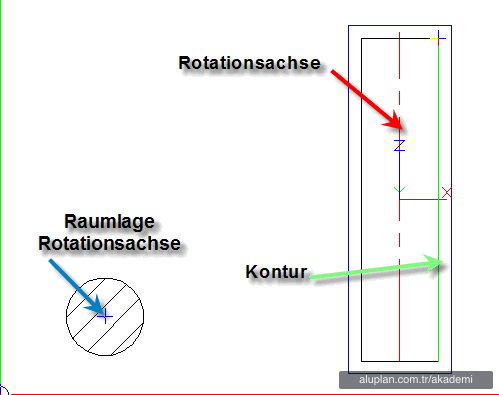 Rotationsachse
Z
X
Raumlage
Rotationsachse
Kontur
aluplan.com.tr/akademi